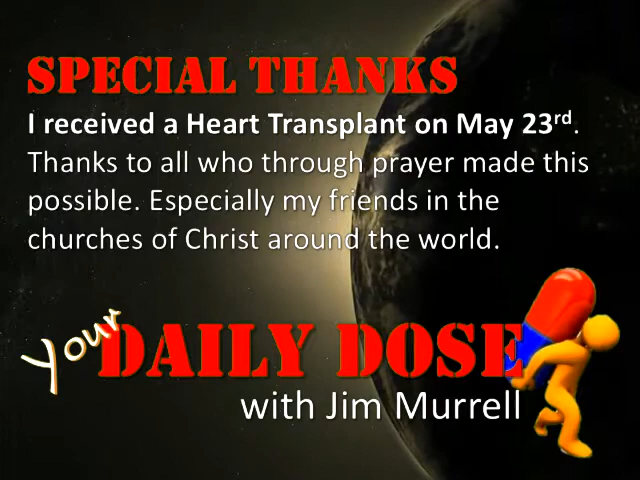 SPECIAL THANKS
I received a Heart Transplant on May 23rd.
Thanks to all who through prayer made this
possible. Especially my friends in the
churches of Christ around the world.
Your DAILY DOSE
with Jim Murrell